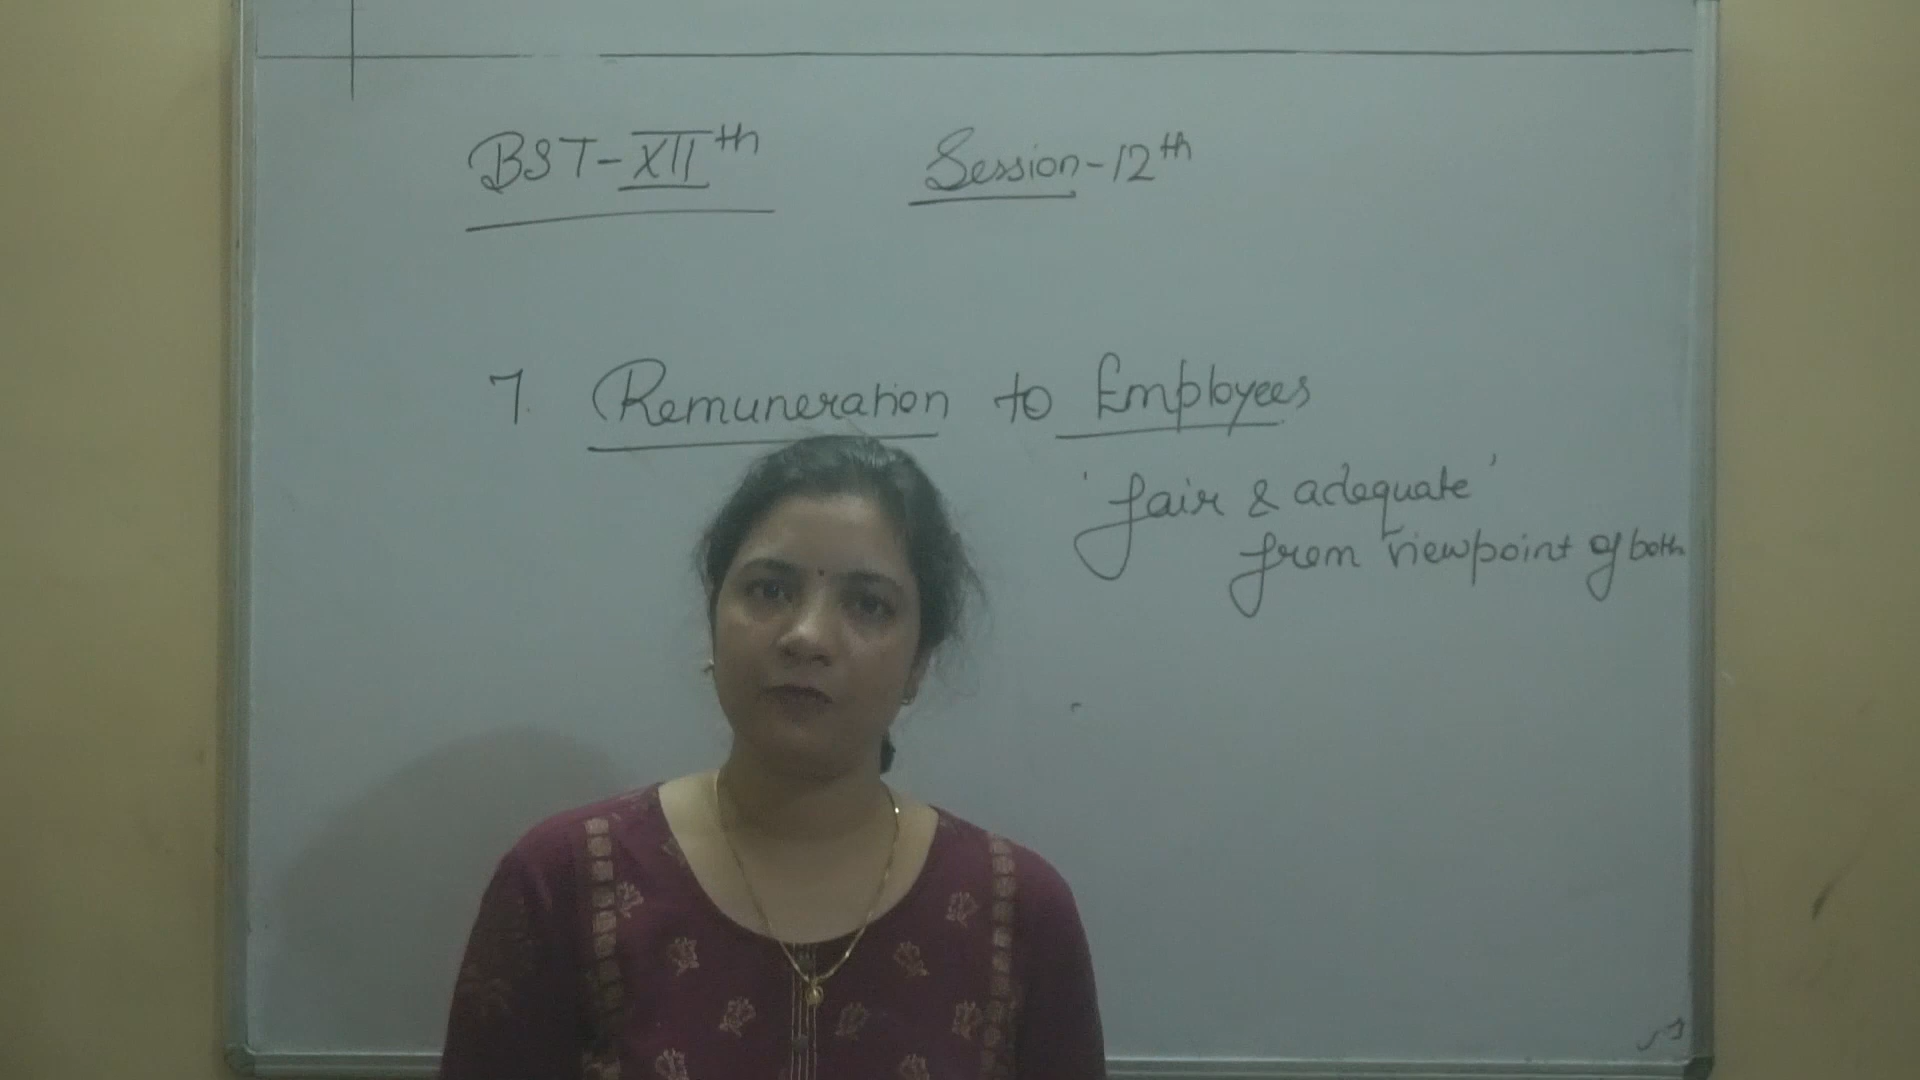 BST-XIIth Session-12th
7. Remuneration to Employees
'fair & adequate'
from viewpoint of both